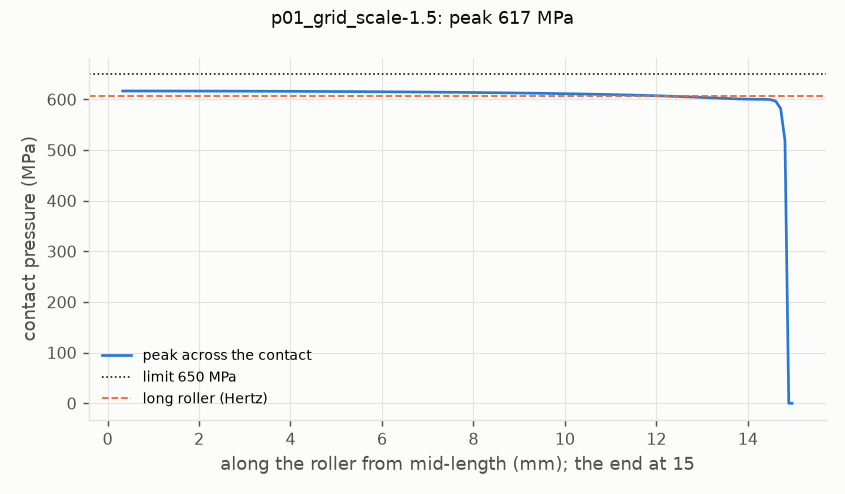 p01_grid_scale-1.5: peak 617 MPa
contact pressure (MPa)
600
500
400
300
200
100
0
peak across the contact
limit 650 MPa
long roller (Hertz)
0 2 4 6 8 10 12 14
along the roller from mid-length (mm); the end at 15